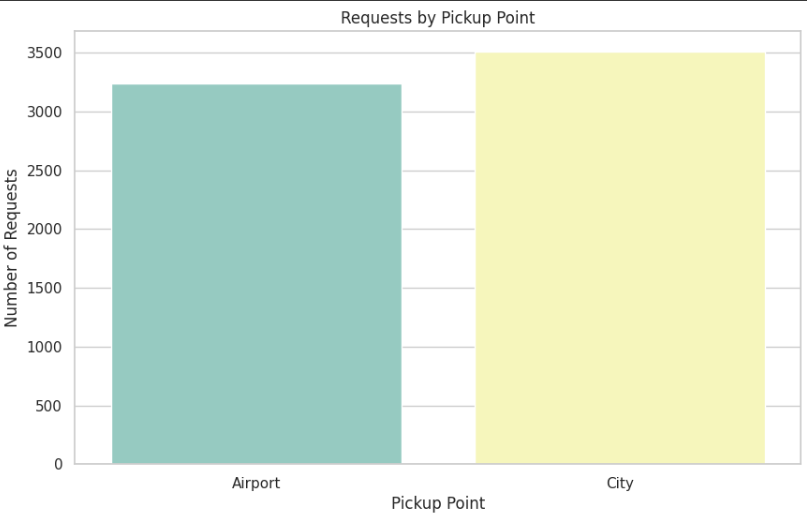 Requests by Pickup Point
Number of Requests
3500
3000
2500
2000
1500
1000
500
0
Airport
City
Pickup Point